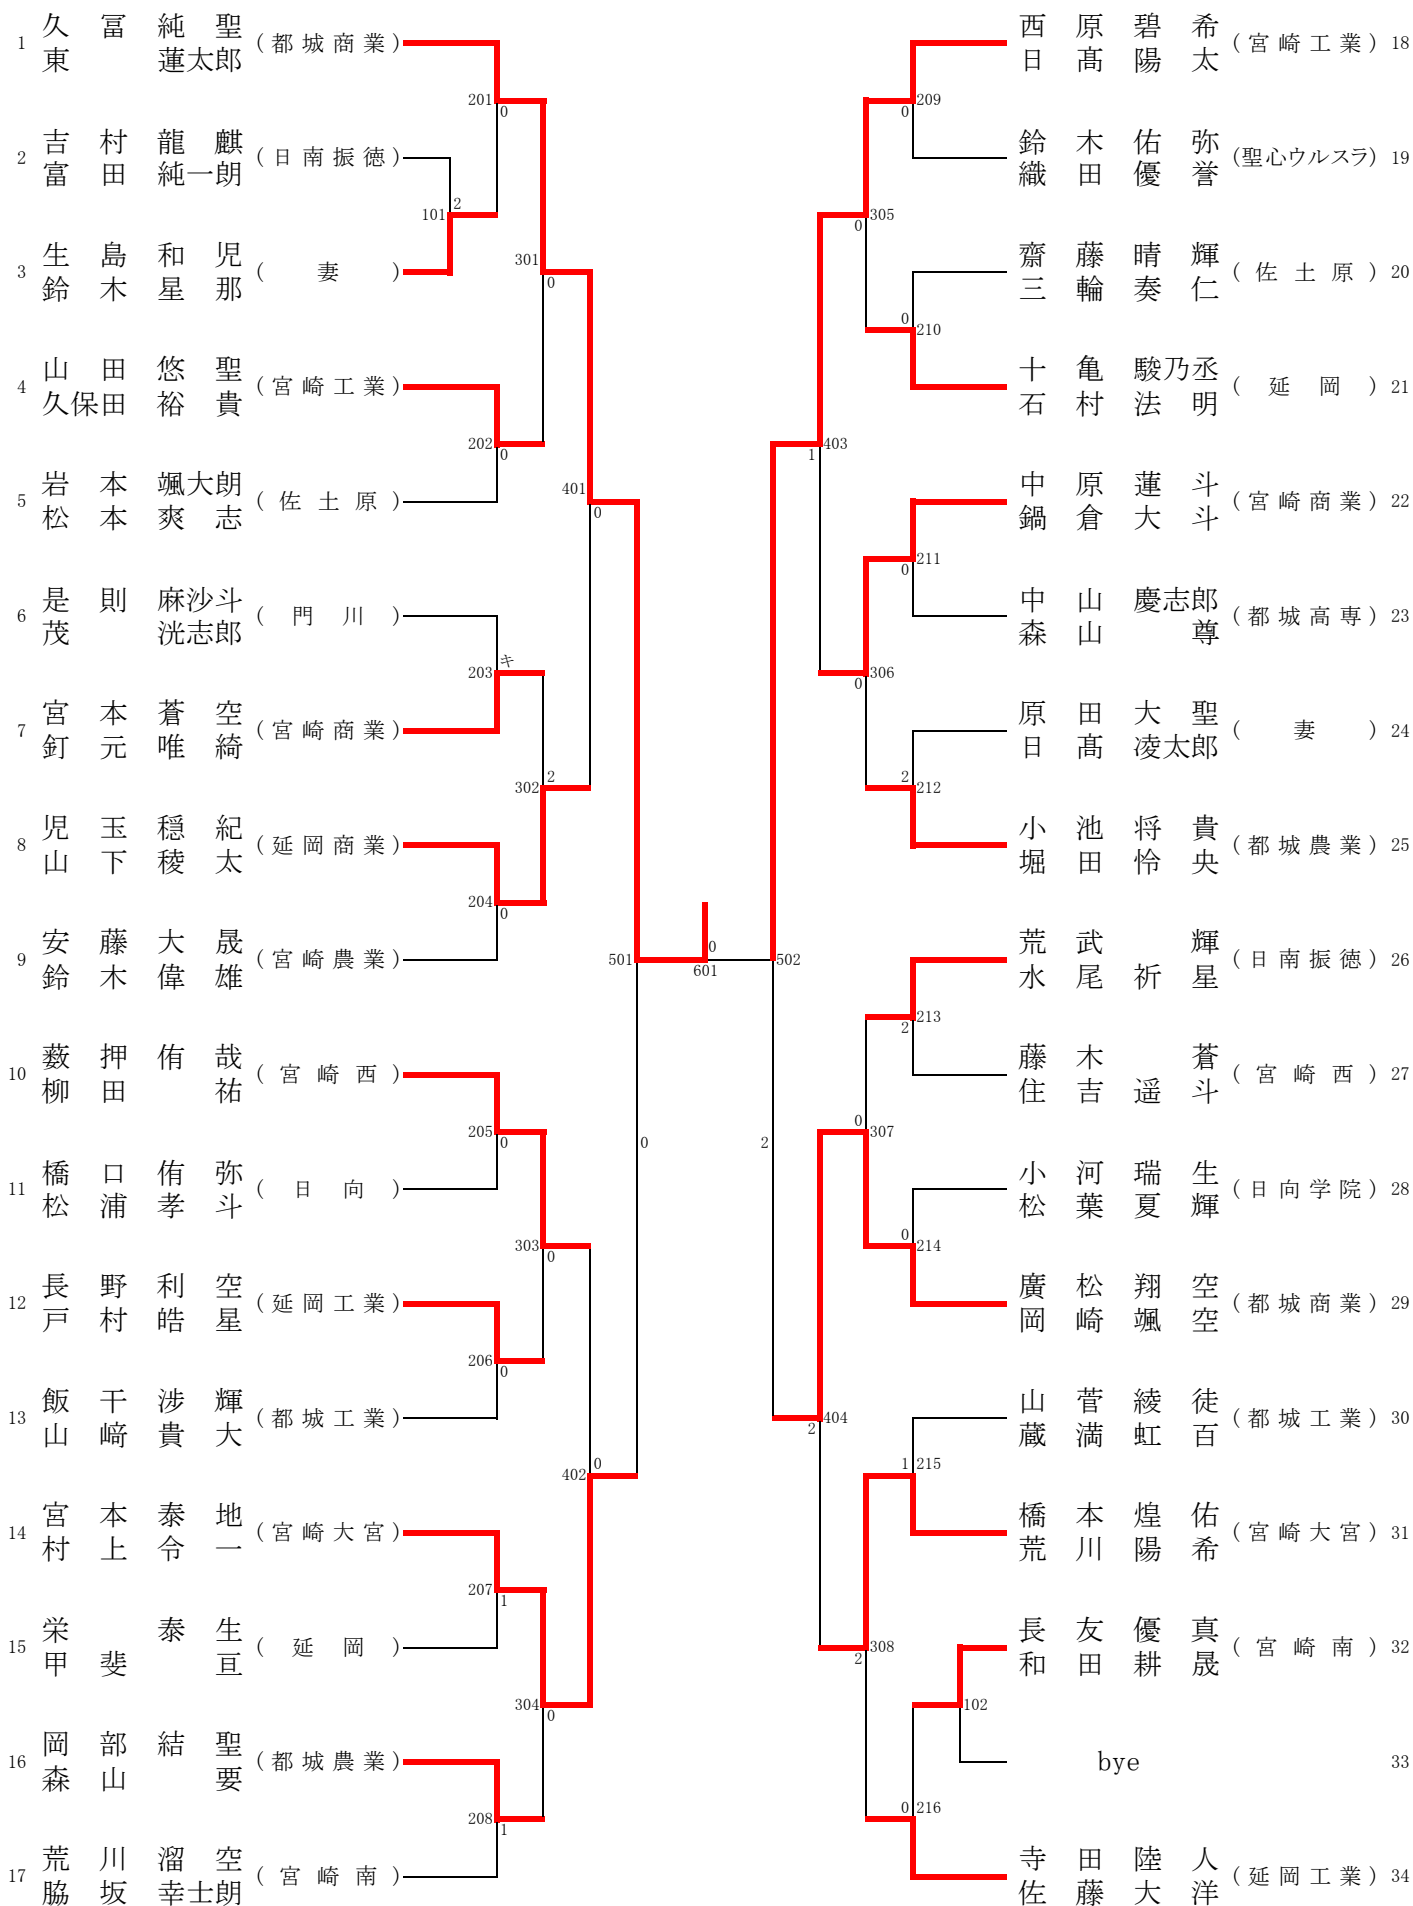 1 久冨純聖 (都城商業)
東 蓮太郎
2 吉村龍麒 (日南振徳)
富田純一朗
3 生島和児 (妻)
鈴木星那
4 山田悠聖 (宮崎工業)
久保田裕貴
5 岩本颯大朗 (佐土原)
松本爽志
6 是則麻沙斗 (門川)
茂 洸志郎
7 宮本蒼空 (宮崎商業)
釘元唯綺
8 児玉穏紀 (延岡商業)
山下稜太
9 安藤大晟 (宮崎農業)
鈴木偉雄
10 薮押侑哉 (宮崎西)
柳田祐
11 橋口侑弥 (日向)
松浦孝斗
12 長野利空 (延岡工業)
戸村皓星
13 飯干渉輝 (都城工業)
山﨑貴大
14 宮本泰地 (宮崎大宮)
村上令一
15 栄 泰生 (延岡)
甲斐 亘
16 岡部結聖 (都城農業)
森山 要
17 荒川溜空 (宮崎南)
脇坂幸士朗
101 2
201 0
202 0
203 キ
204 0
205 0
206 0
207 1
208 1
301 0
302 2
303 0
304 0
401 0
402 0
501 0
601 0
502 2
403 1
404 2
305 0
306 0
307 0
308 2
209 0
210 0
211 0
212 2
213 2
214 0
215 1
216 0
102
西原碧希 (宮崎工業) 18
日髙陽太
鈴木佑弥 (聖心ウルスラ) 19
織田優誉
齋藤晴輝 (佐土原) 20
三輪奏仁
十亀駿乃丞 (延岡) 21
石村法明
中原蓮斗 (宮崎商業) 22
鍋倉大斗
中山慶志郎 (都城高専) 23
森山 尊
原田大聖 (妻) 24
日髙凌太郎
小池将貴 (都城農業) 25
堀田怜央
荒武 輝 (日南振徳) 26
水尾祈星
藤木 蒼 (宮崎西) 27
住吉遥斗
小河瑞生 (日向学院) 28
松葉夏輝
廣松翔空 (都城商業) 29
岡崎颯空
山菅綾徒 (都城工業) 30
蔵満虹百
橋本煌佑 (宮崎大宮) 31
荒川陽希
長友優真 (宮崎南) 32
和田耕晟
bye 33
寺田陸人 (延岡工業) 34
佐藤大洋